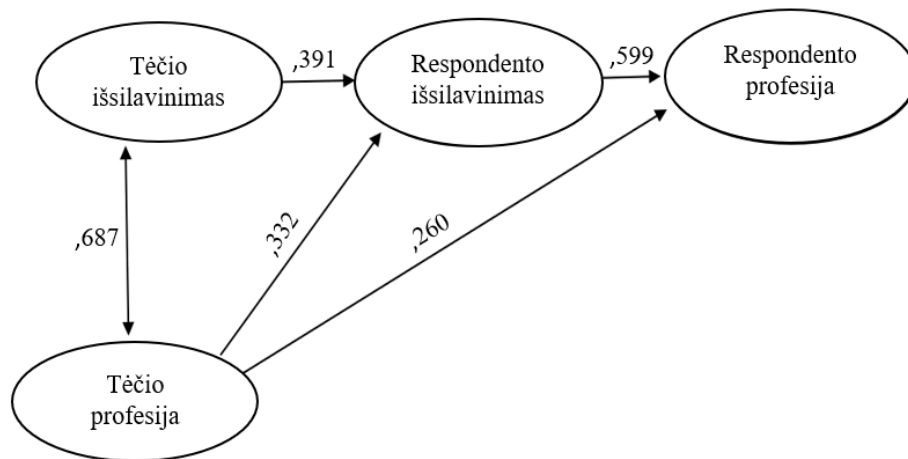 Tėčio
išsilavinimas
,391
Respondento
išsilavinimas
,599
Respondento
profesija
,687
,332
,260
Tėčio
profesija